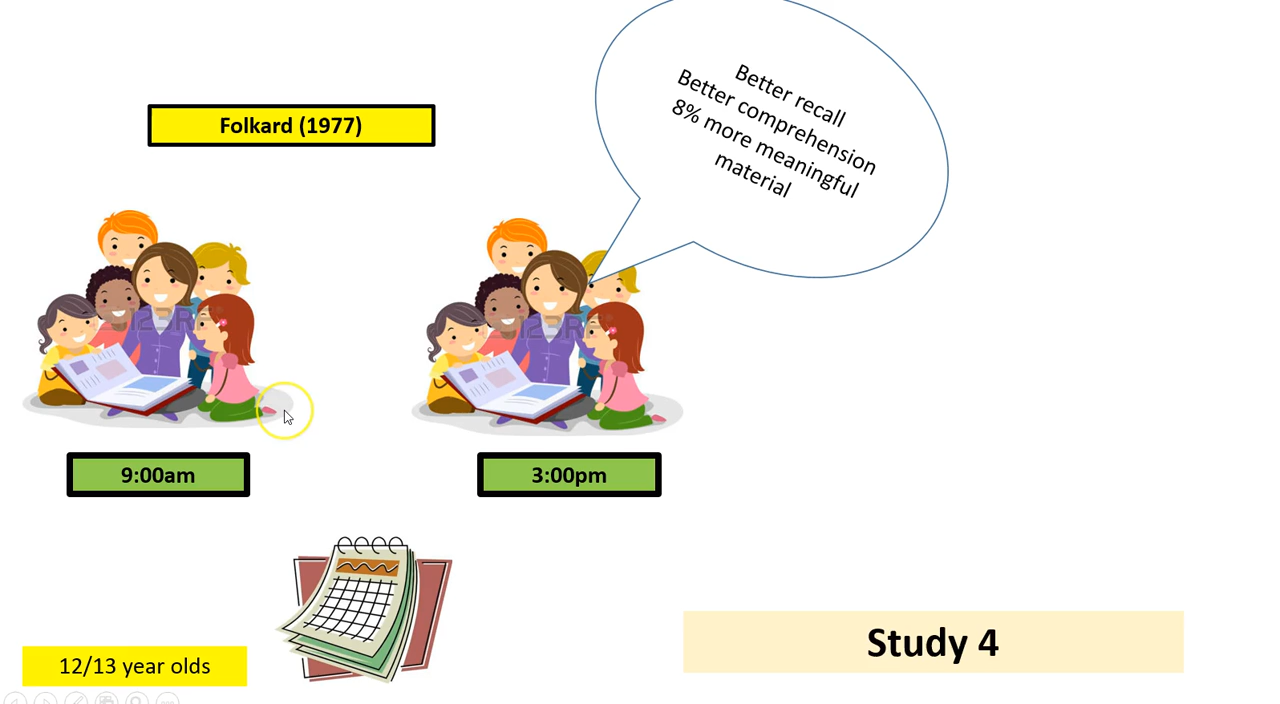 Folkard (1977)
Better recall
Better comprehension
8% more meaningful
material
9:00am
3:00pm
12/13 year olds
Study 4